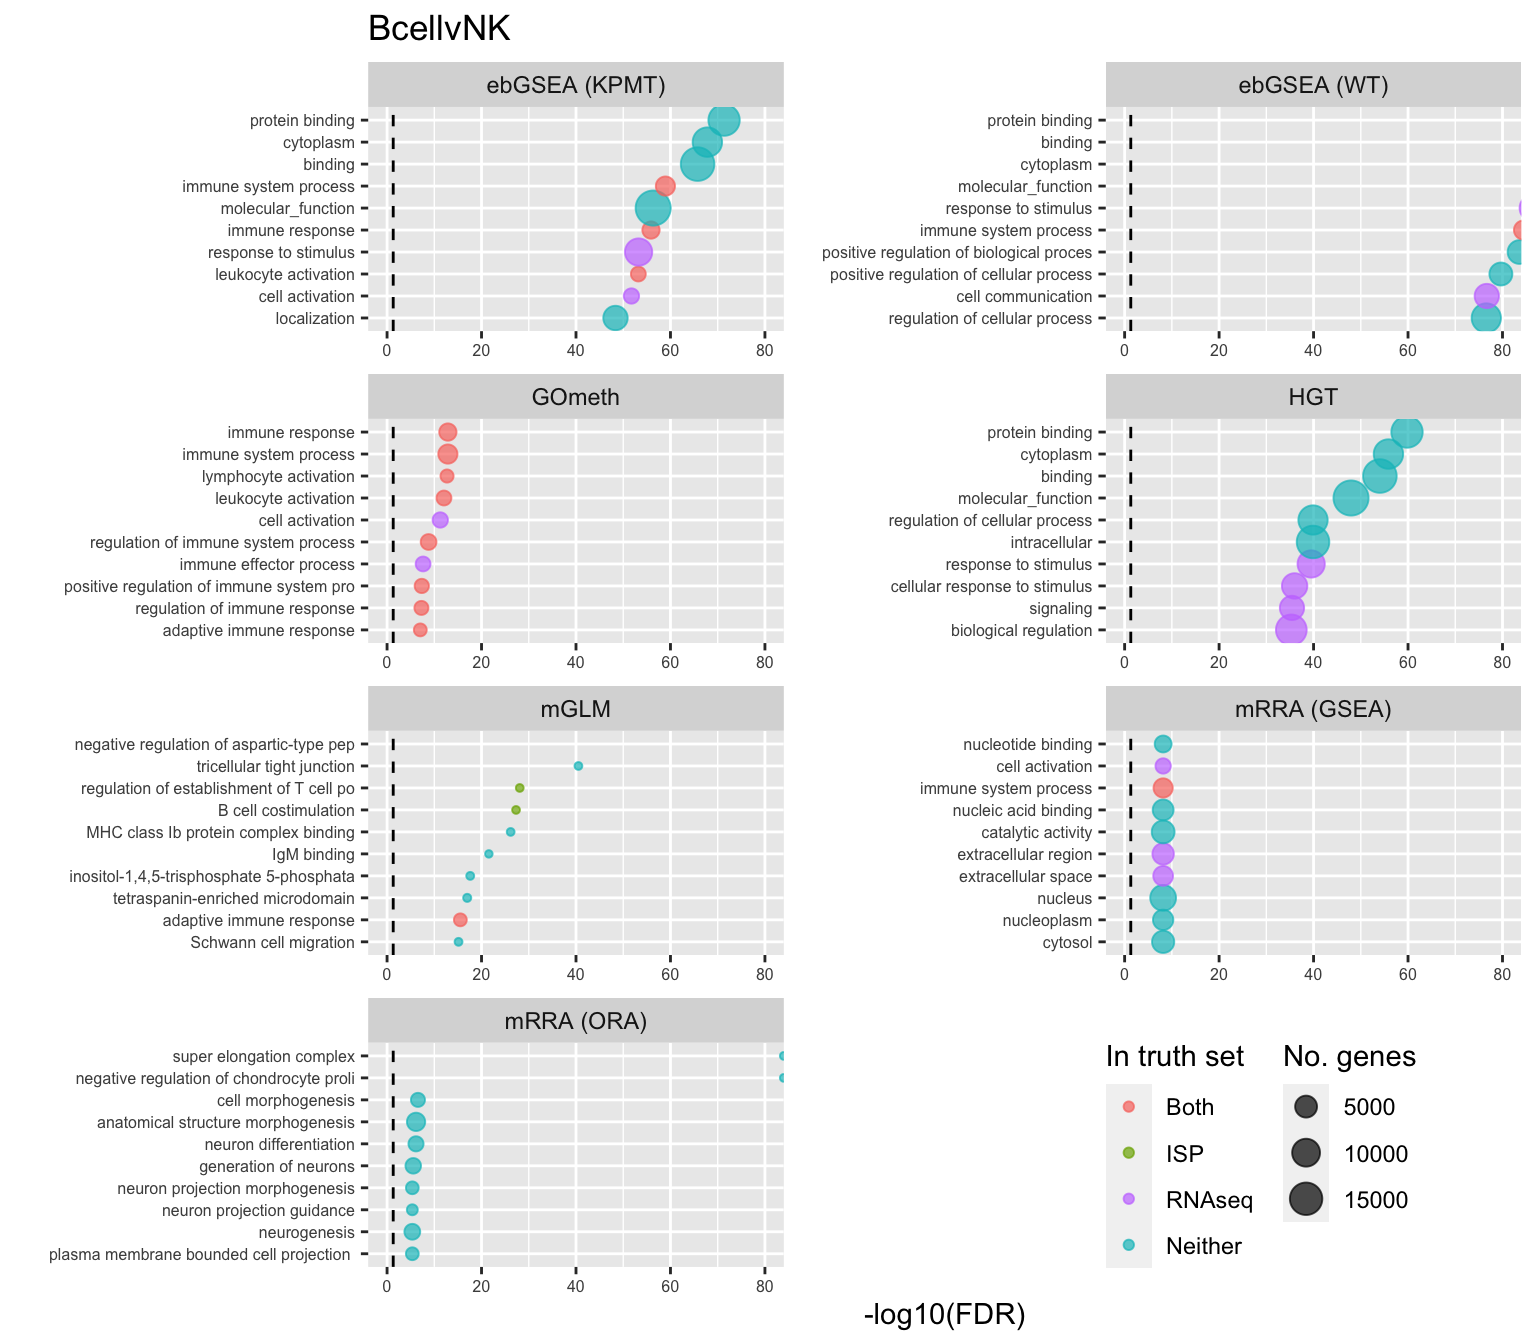 BcellvNK
ebGSEA (KPMT)
protein binding
cytoplasm
binding
immune system process
molecular_function
immune response
response to stimulus
leukocyte activation
cell activation
localization
0 20 40 60 80
ebGSEA (WT)
protein binding
binding
cytoplasm
molecular_function
response to stimulus
immune system process
positive regulation of biological proces
positive regulation of cellular process
cell communication
regulation of cellular process
0 20 40 60 80
GOmeth
immune response
immune system process
lymphocyte activation
leukocyte activation
cell activation
regulation of immune system process
immune effector process
positive regulation of immune system pro
regulation of immune response
adaptive immune response
0 20 40 60 80
HGT
protein binding
cytoplasm
binding
molecular_function
regulation of cellular process
intracellular
response to stimulus
cellular response to stimulus
signaling
biological regulation
0 20 40 60 80
mGLM
negative regulation of aspartic-type pep
tricellular tight junction
regulation of establishment of T cell po
B cell costimulation
MHC class Ib protein complex binding
IgM binding
inositol-1,4,5-trisphosphate 5-phosphata
tetraspanin-enriched microdomain
adaptive immune response
Schwann cell migration
0 20 40 60 80
mRRA (GSEA)
nucleotide binding
cell activation
immune system process
nucleic acid binding
catalytic activity
extracellular region
extracellular space
nucleus
nucleoplasm
cytosol
0 20 40 60 80
mRRA (ORA)
super elongation complex
negative regulation of chondrocyte proli
cell morphogenesis
anatomical structure morphogenesis
neuron differentiation
generation of neurons
neuron projection morphogenesis
neuron projection guidance
neurogenesis
plasma membrane bounded cell projection
0 20 40 60 80
In truth set
Both
ISP
RNAseq
Neither
No. genes
5000
10000
15000
-log10(FDR)